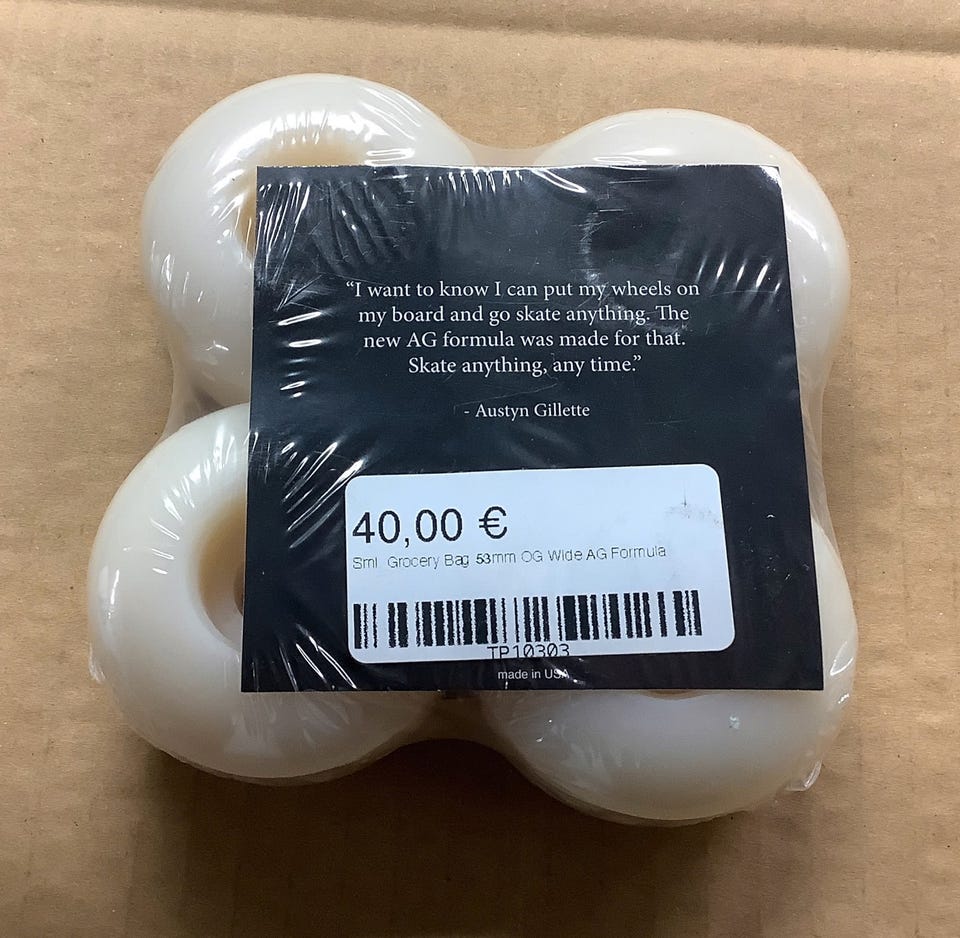 “I want to know I can put my wheels on
my board and go skate anything. The
new AG formula was made for that.
Skate anything, any time.”
- Austyn Gillette
40,00 €
Sml Grocery Bag 53mm OG Wide AG Formula
TP10303
made in USA